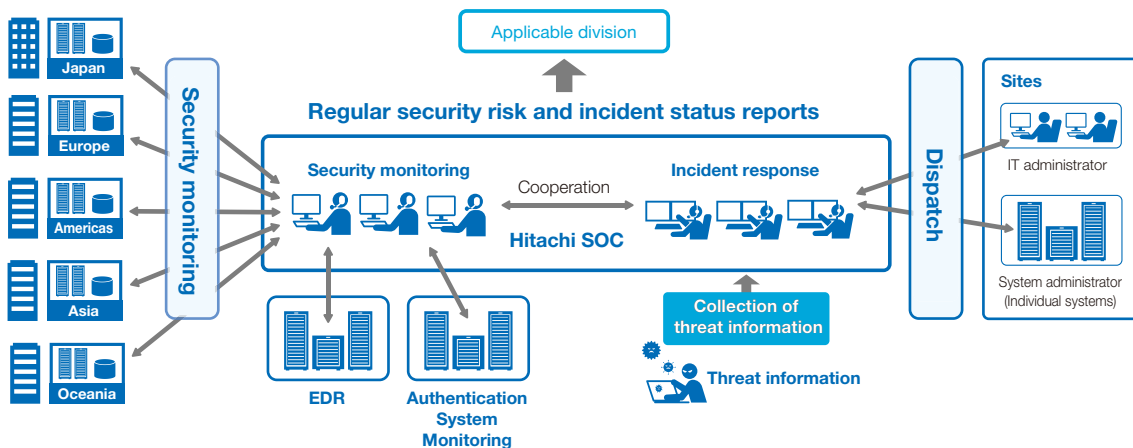 Applicable division
Regular security risk and incident status reports
Japan
Europe
Americas
Asia
Oceania
Security monitoring
Security monitoring
Cooperation
Incident response
Hitachi SOC
EDR
Authentication
System
Monitoring
Collection of
threat information
Threat information
Dispatch
Sites
IT administrator
System administrator
(Individual systems)